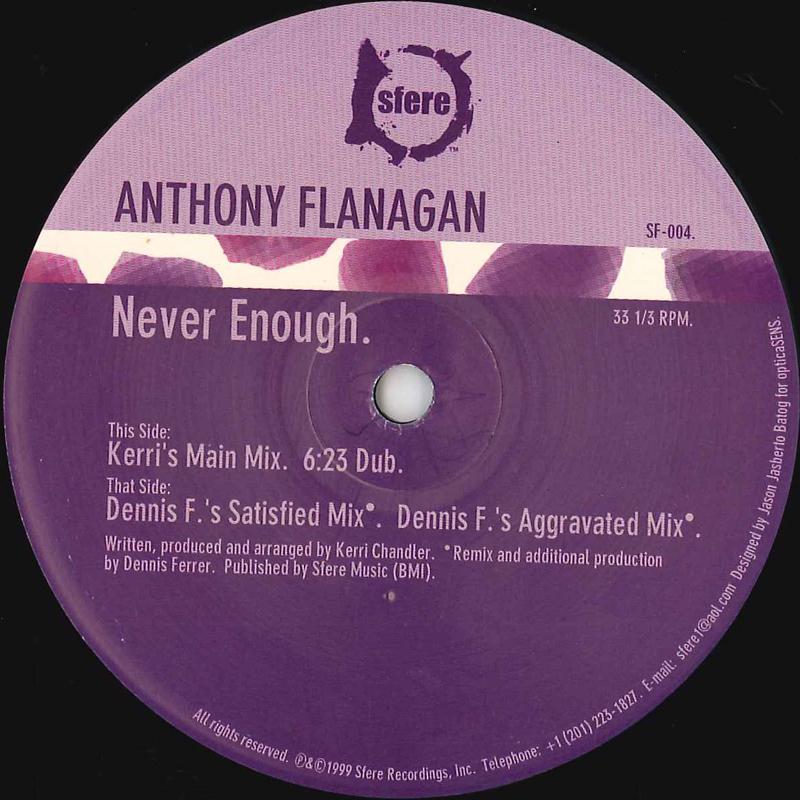 sfere
TM
ANTHONY FLANAGAN
SF-004.
Never Enough.
33 1/3 RPM.
This Side:
Kerri's Main Mix. 6:23 Dub.
That Side:
Dennis F.'s Satisfied Mix•. Dennis F.'s Aggravated Mix•.
Written, produced and arranged by Kerri Chandler. •Remix and additional production
by Dennis Ferrer. Published by Sfere Music (BMI).
All rights reserved. ℗&©1999 Sfere Recordings, Inc. Telephone: +1 (201) 223-1827. E-mail: sfere1@aol.com Designed by Jason Jasberto Batog for opticaSENS.